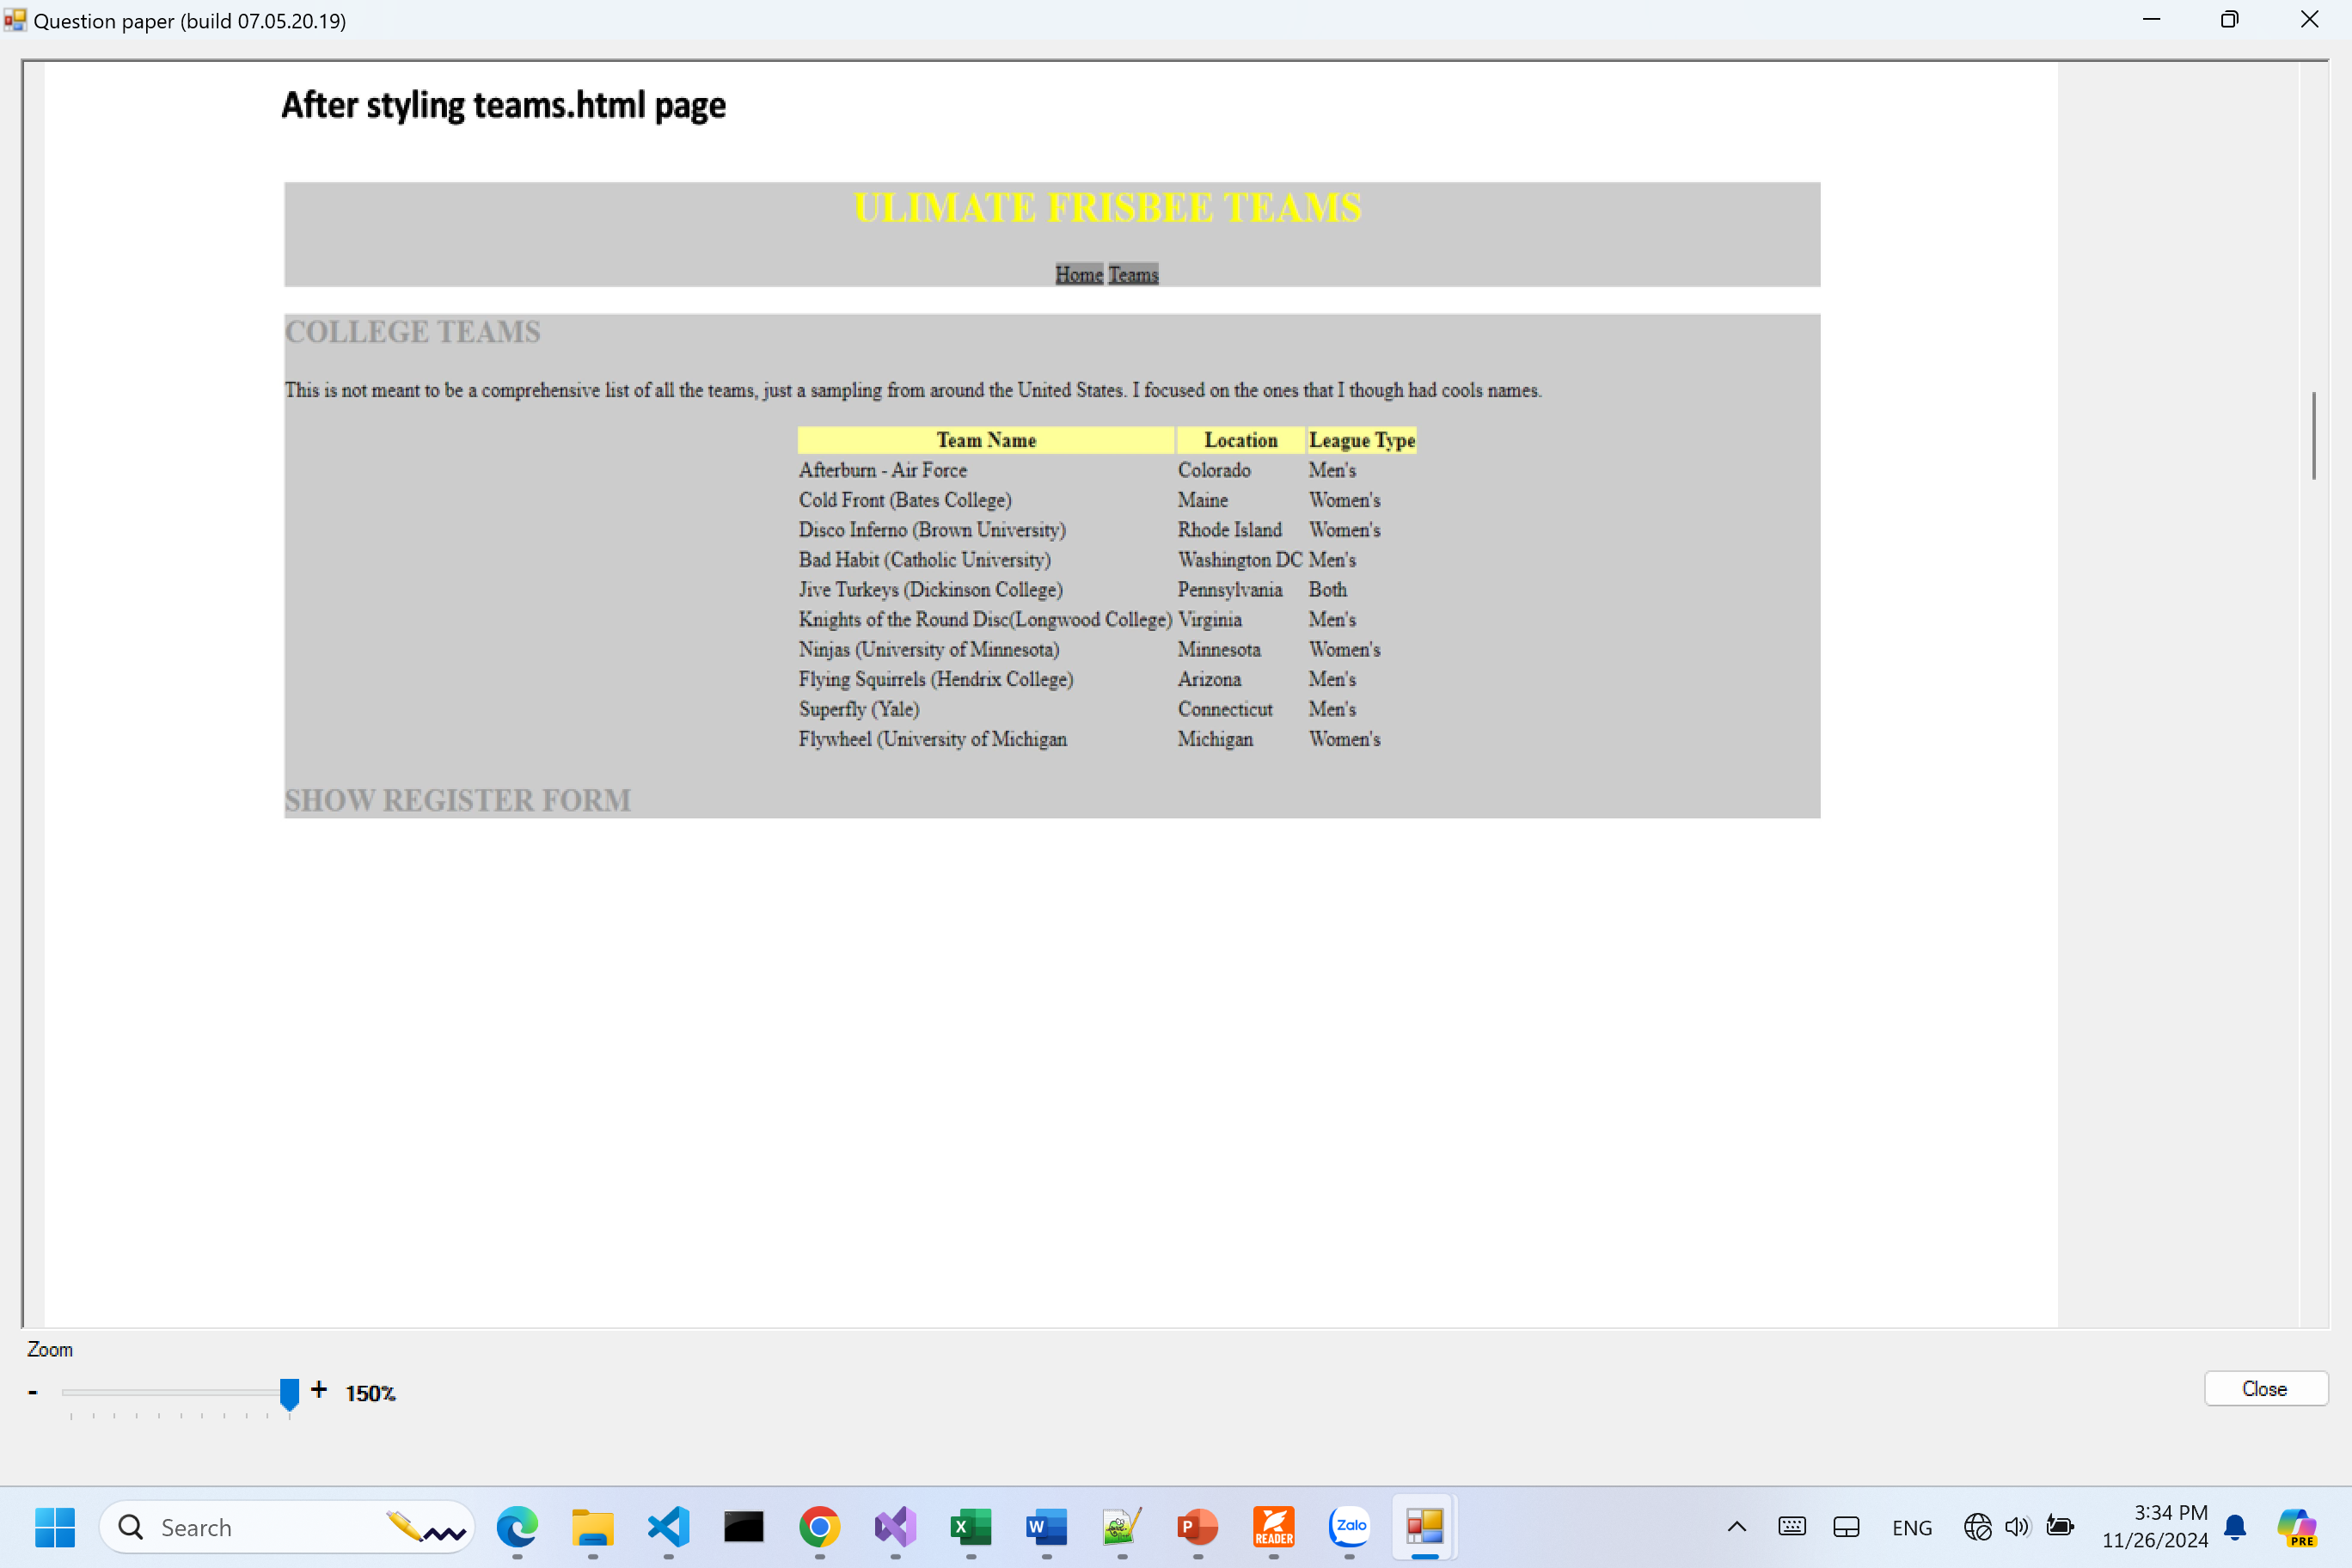 Question paper (build 07.05.20.19)
After styling teams.html page
ULIMATE FRISBEE TEAMS
Home Teams
COLLEGE TEAMS
This is not meant to be a comprehensive list of all the teams, just a sampling from around the United States. I focused on the ones that I though had cools names.
Team Name Location League Type
Afterburn - Air Force Colorado Men's
Cold Front (Bates College) Maine Women's
Disco Inferno (Brown University) Rhode Island Women's
Bad Habit (Catholic University) Washington DC Men's
Jive Turkeys (Dickinson College) Pennsylvania Both
Knights of the Round Disc(Longwood College) Virginia Men's
Ninjas (University of Minnesota) Minnesota Women's
Flying Squirrels (Hendrix College) Arizona Men's
Superfly (Yale) Connecticut Men's
Flywheel (University of Michigan Michigan Women's
SHOW REGISTER FORM
Zoom
- + 150%
Close
Search
READER
Zalo
ENG
3:34 PM
11/26/2024
PRE